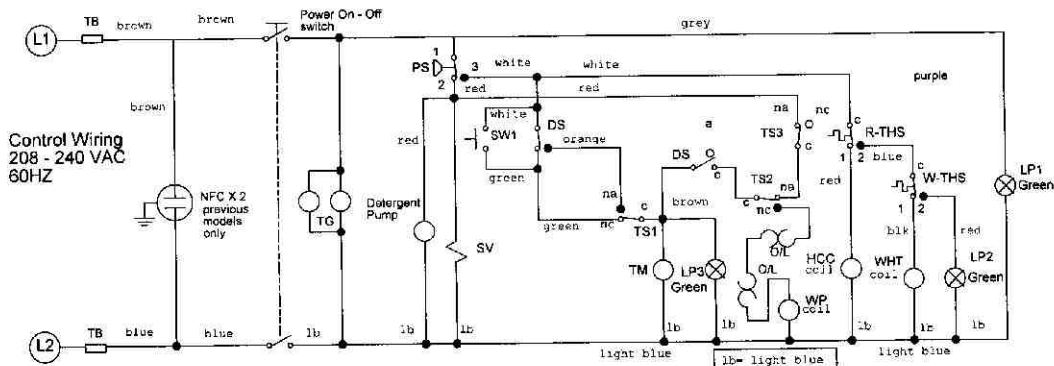 Power On - Off
switch
L1
TB
brown
brown
grey
1
PS
3
white
white
2
red
red
purple
brown
na
nc
c
white
Control Wiring
208 - 240 VAC
60HZ
red
SW1
DS
orange
a
TS3
O
c
R-THS
1
2
blue
c
DS
O
c
W-THS
LP1
Green
green
TS2
na
c
nc
red
1
2
NFC X 2
previous
models
only
TG
Detergent
Pump
na
brown
c
nc
TS1
green
blk
red
SV
O/L
O/L
TM
LP3
Green
HCC
coil
WHT
coil
LP2
Green
WP
coil
L2
TB
blue
blue
lb
lb
lb
lb
lb
lb
lb
lb
lb
lb
light blue
lb= light blue
light blue